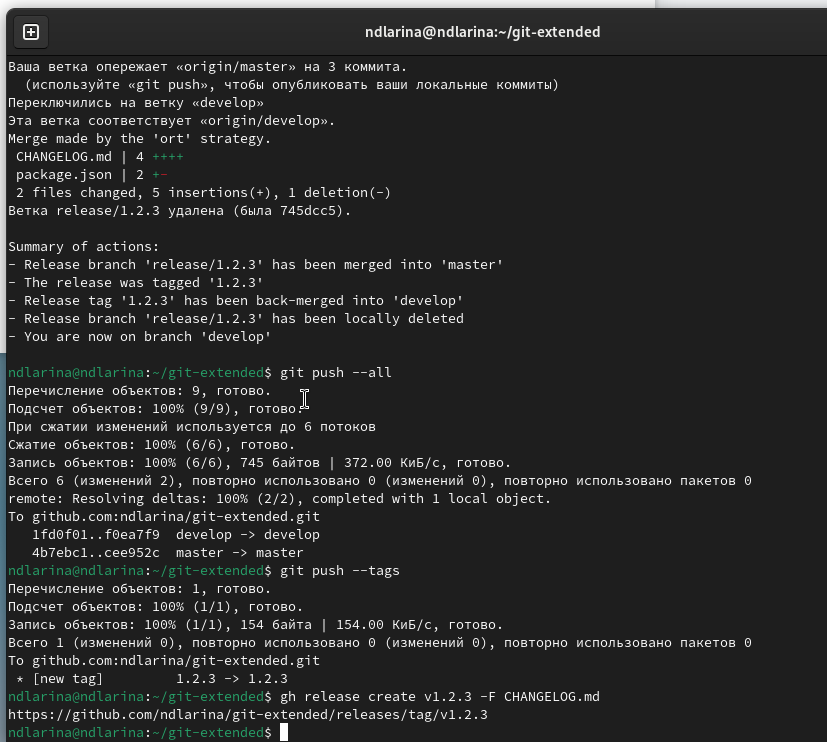 ndlarina@ndlarina:~/git-extended
Ваша ветка опережает «origin/master» на 3 коммита.
  (используйте «git push», чтобы опубликовать ваши локальные коммиты)
Переключились на ветку «develop»
Эта ветка соответствует «origin/develop».
Merge made by the 'ort' strategy.
 CHANGELOG.md | 4 ++++
 package.json | 2 +-
 2 files changed, 5 insertions(+), 1 deletion(-)
Ветка release/1.2.3 удалена (была 745dcc5).
Summary of actions:
- Release branch 'release/1.2.3' has been merged into 'master'
- The release was tagged '1.2.3'
- Release tag '1.2.3' has been back-merged into 'develop'
- Release branch 'release/1.2.3' has been locally deleted
- You are now on branch 'develop'
ndlarina@ndlarina:~/git-extended$ git push --all
Перечисление объектов: 9, готово.
Подсчет объектов: 100% (9/9), готово.
При сжатии изменений используется до 6 потоков
Сжатие объектов: 100% (6/6), готово.
Запись объектов: 100% (6/6), 745 байтов | 372.00 КиБ/с, готово.
Всего 6 (изменений 2), повторно использовано 0 (изменений 0), повторно использовано пакетов 0
remote: Resolving deltas: 100% (2/2), completed with 1 local object.
To github.com:ndlarina/git-extended.git
   1fd0f01..f0ea7f9  develop -> develop
   4b7ebc1..cee952c  master -> master
ndlarina@ndlarina:~/git-extended$ git push --tags
Перечисление объектов: 1, готово.
Подсчет объектов: 100% (1/1), готово.
Запись объектов: 100% (1/1), 154 байта | 154.00 КиБ/с, готово.
Всего 1 (изменений 0), повторно использовано 0 (изменений 0), повторно использовано пакетов 0
To github.com:ndlarina/git-extended.git
 * [new tag]         1.2.3 -> 1.2.3
ndlarina@ndlarina:~/git-extended$ gh release create v1.2.3 -F CHANGELOG.md
https://github.com/ndlarina/git-extended/releases/tag/v1.2.3
ndlarina@ndlarina:~/git-extended$